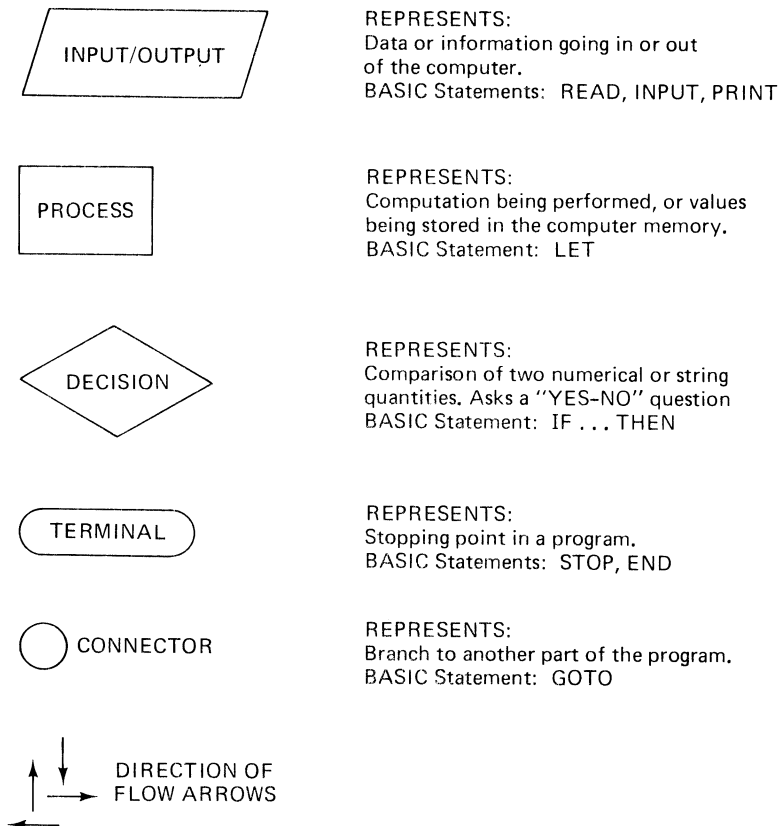 INPUT/OUTPUT
REPRESENTS:
Data or information going in or out
of the computer.
BASIC Statements: READ, INPUT, PRINT
PROCESS
REPRESENTS:
Computation being performed, or values
being stored in the computer memory.
BASIC Statement: LET
DECISION
REPRESENTS:
Comparison of two numerical or string
quantities. Asks a "YES-NO" question
BASIC Statement: IF ... THEN
TERMINAL
REPRESENTS:
Stopping point in a program.
BASIC Statements: STOP, END
CONNECTOR
REPRESENTS:
Branch to another part of the program.
BASIC Statement: GOTO
DIRECTION OF
FLOW ARROWS